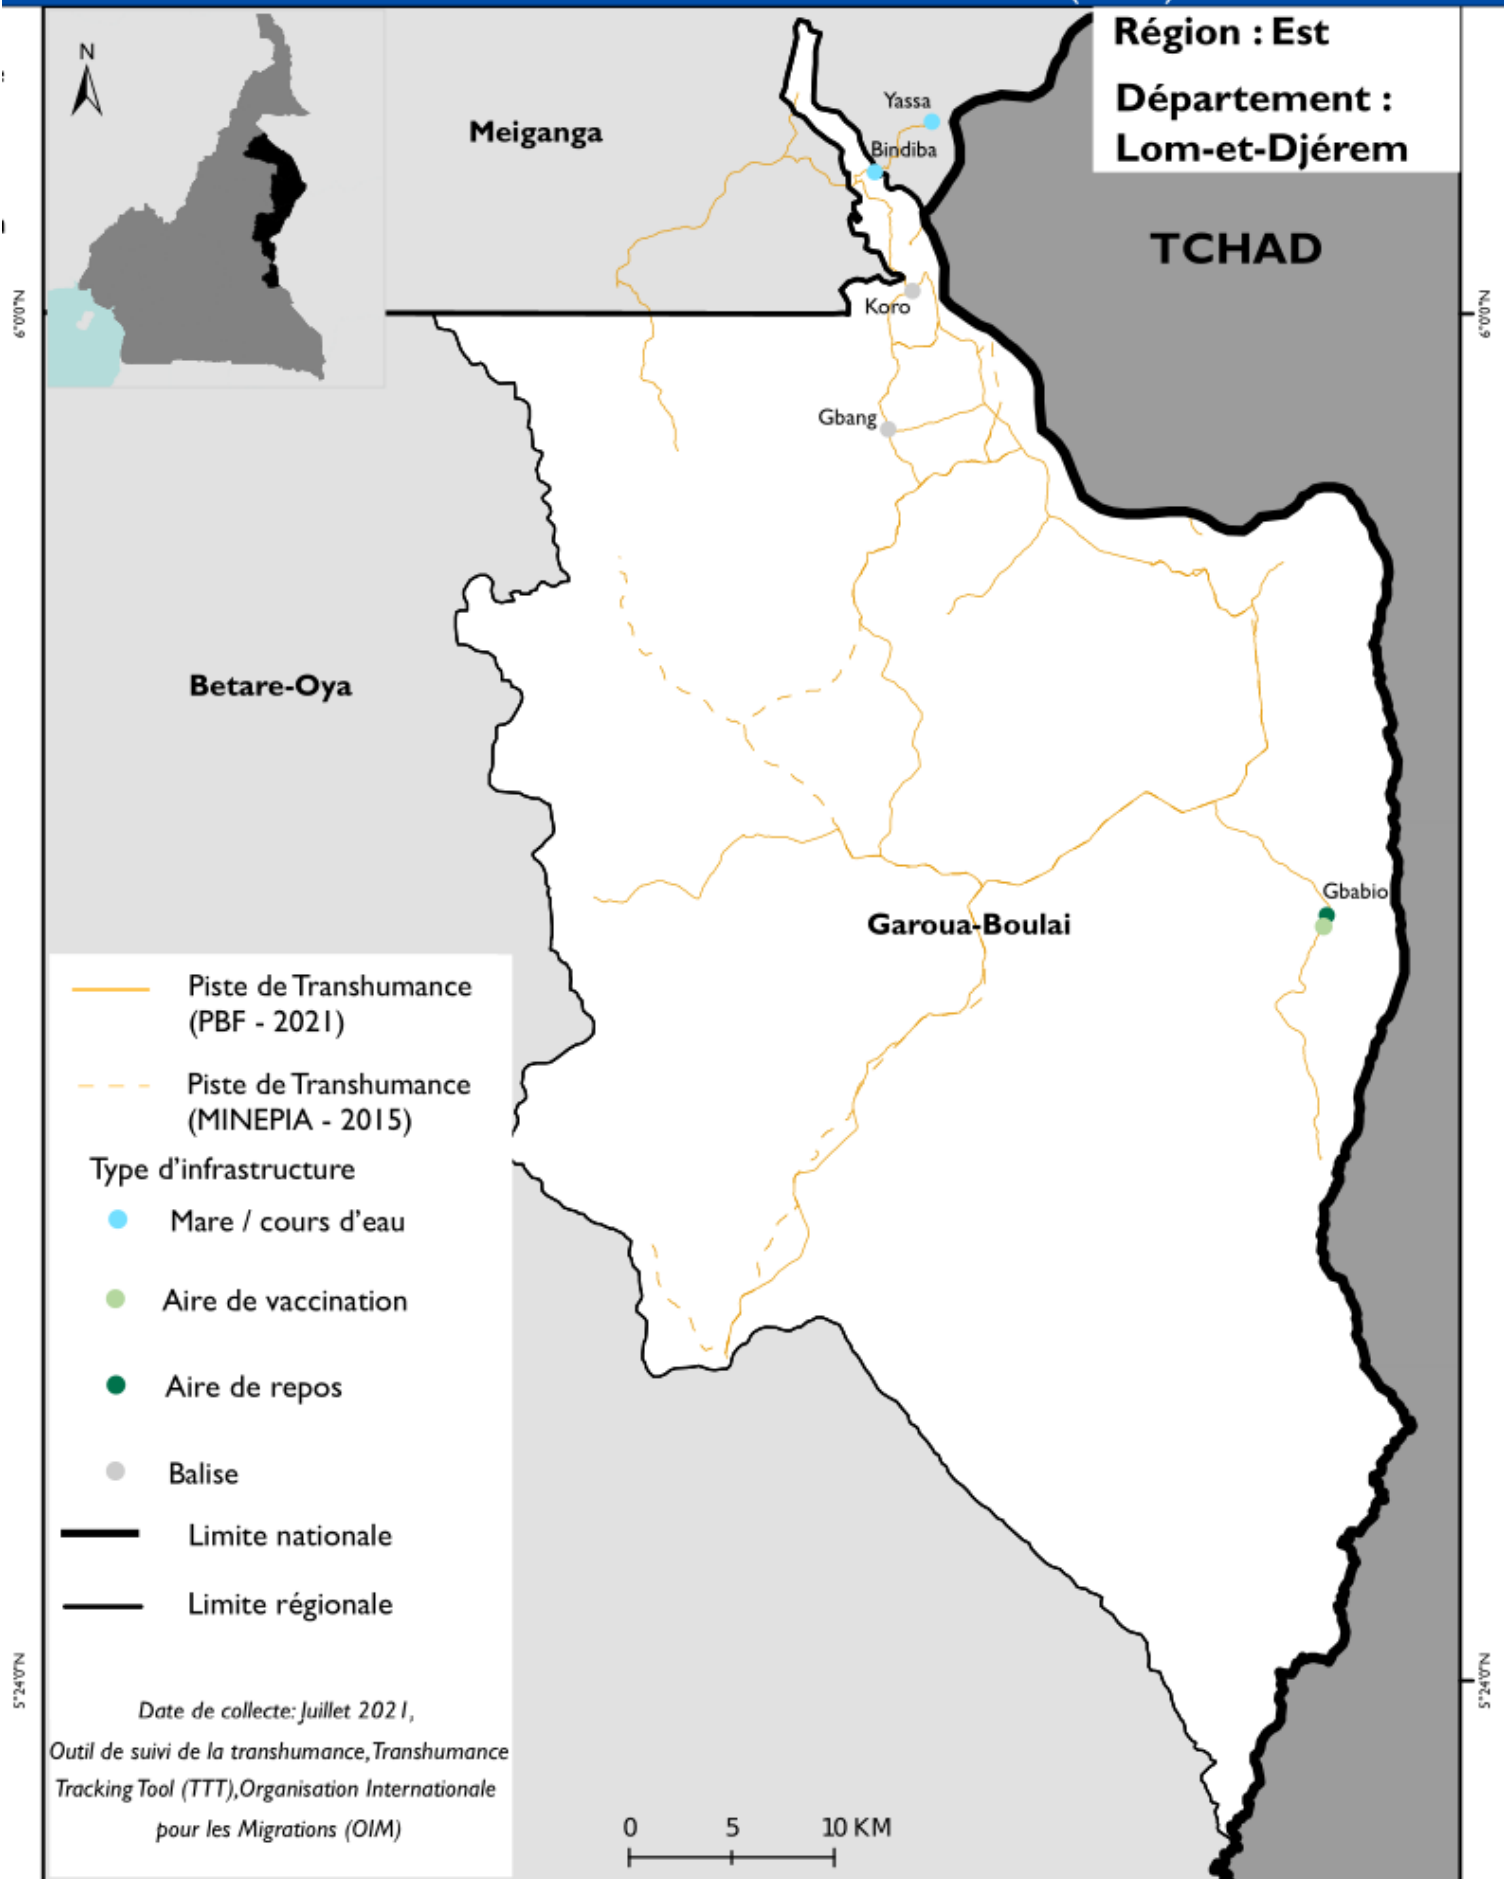 Région : Est
Département :
Lom-et-Djérem
N
Meiganga
Yassa
Bindiba
TCHAD
6°0'0"N
6°0'0"N
Koro
Gbang
Betare-Oya
Gbabio
Garoua-Boulai
Piste de Transhumance
(PBF - 2021)
Piste de Transhumance
(MINEPIA - 2015)
Type d'infrastructure
Mare / cours d'eau
Aire de vaccination
Aire de repos
Balise
Limite nationale
Limite régionale
5°24'0"N
5°24'0"N
Date de collecte: Juillet 2021,
Outil de suivi de la transhumance, Transhumance
Tracking Tool (TTT), Organisation Internationale
pour les Migrations (OIM)
0 5 10 KM